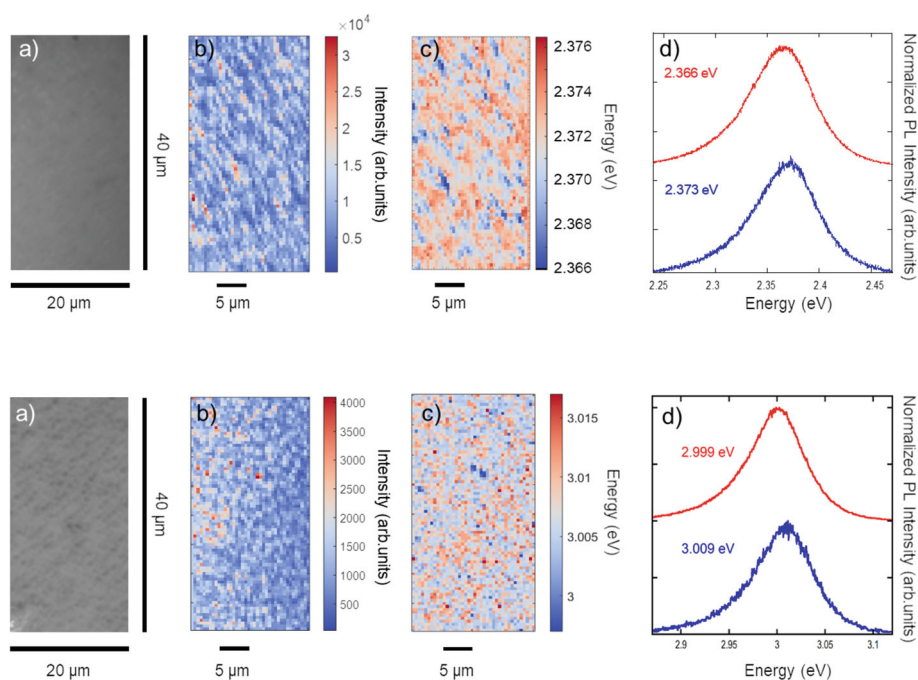 a)
20 μm
40 μm
b)
×10⁴
3
2.5
2
1.5
1
0.5
Intensity (arb.units)
5 μm
c)
2.376
2.374
2.372
2.370
2.368
2.366
Energy (eV)
5 μm
d)
2.366 eV
2.373 eV
2.25 2.3 2.35 2.4 2.45
Energy (eV)
Normalized PL Intensity (arb.units)
a)
20 μm
40 μm
b)
4000
3500
3000
2500
2000
1500
1000
500
Intensity (arb.units)
5 μm
c)
3.015
3.01
3.005
3
Energy (eV)
5 μm
d)
2.999 eV
3.009 eV
2.9 2.95 3 3.05 3.1
Energy (eV)
Normalized PL Intensity (arb.units)